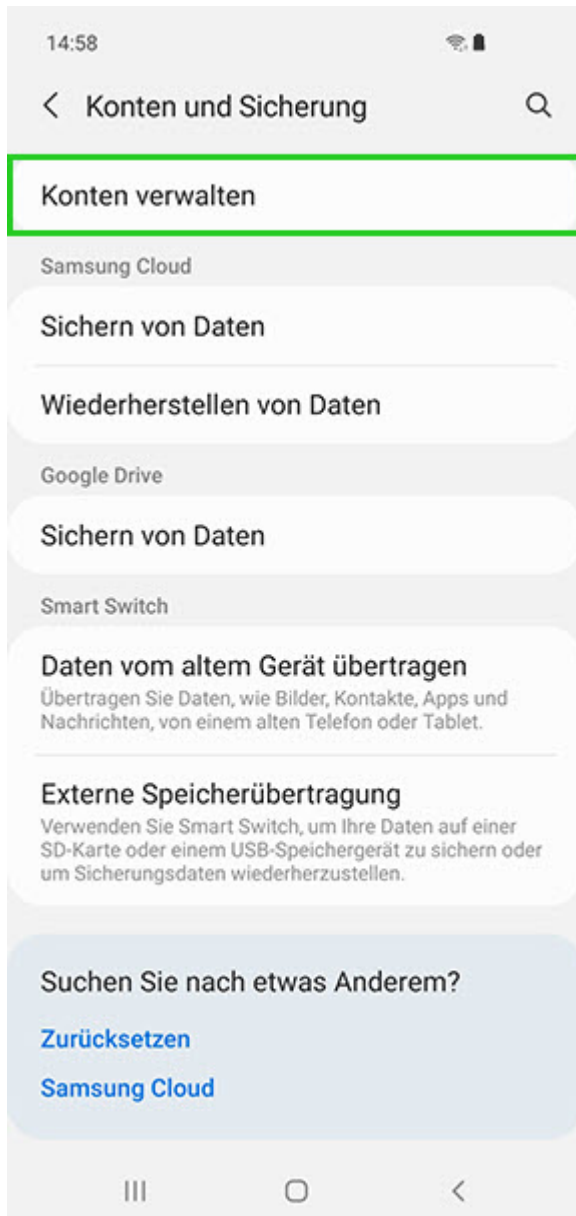 14:58
Konten und Sicherung
Konten verwalten
Samsung Cloud
Sichern von Daten
Wiederherstellen von Daten
Google Drive
Sichern von Daten
Smart Switch
Daten vom altem Gerät übertragen
Übertragen Sie Daten, wie Bilder, Kontakte, Apps und
Nachrichten, von einem alten Telefon oder Tablet.
Externe Speicherübertragung
Verwenden Sie Smart Switch, um Ihre Daten auf einer
SD-Karte oder einem USB-Speichergerät zu sichern oder
um Sicherungsdaten wiederherzustellen.
Suchen Sie nach etwas Anderem?
Zurücksetzen
Samsung Cloud